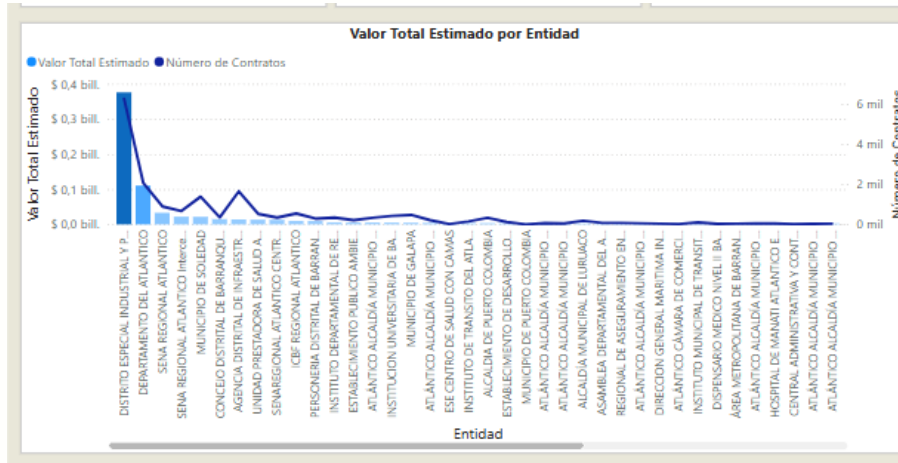 Valor Total Estimado por Entidad
Valor Total Estimado Número de Contratos
Valor Total Estimado
$ 0,4 bill.
$ 0,3 bill.
$ 0,2 bill.
$ 0,1 bill.
$ 0,0 bill.
6 mil
4 mil
2 mil
0 mil
Número de Contratos
DISTRITO ESPECIAL INDUSTRIAL Y P...
DEPARTAMENTO DEL ATLANTICO
SENA REGIONAL ATLANTICO
SENA REGIONAL ATLANTICO Interce...
MUNICIPIO DE SOLEDAD
CONCEJO DISTRITAL DE BARRANQU...
AGENCIA DISTRITAL DE INFRAESTR...
UNIDAD PRESTADORA DE SALUD A...
SENAREGIONAL ATLANTICO CENTR...
ICBF REGIONAL ATLANTICO
PERSONERIA DISTRITAL DE BARRAN...
INSTITUTO DEPARTAMENTAL DE RE...
ESTABLECIMIENTO PÚBLICO AMBIE...
ATLÁNTICO ALCALDÍA MUNICIPIO ...
INSTITUCION UNIVERSITARIA DE BA...
MUNICIPIO DE GALAPA
ATLÁNTICO ALCALDÍA MUNICIPIO ...
ESE CENTRO DE SALUD CON CAMAS
INSTITUTO DE TRANSITO DEL ATLA...
ALCALDIA DE PUERTO COLOMBIA
ESTABLECIMIENTO DE DESARROLLO...
MUNICIPIO DE PUERTO COLOMBIA
ATLÁNTICO ALCALDÍA MUNICIPIO ...
ATLÁNTICO ALCALDÍA MUNICIPIO ...
ALCALDÍA MUNICIPAL DE LURUACO
ASAMBLEA DEPARTAMENTAL DEL A...
REGIONAL DE ASEGURAMIENTO EN...
ATLÁNTICO ALCALDÍA MUNICIPIO ...
DIRECCION GENERAL MARITIMA IN...
ATLÁNTICO CÁMARA DE COMERCI...
INSTITUTO MUNICIPAL DE TRANSIT...
DISPENSARIO MEDICO NIVEL II BA...
ÁREA METROPOLITANA DE BARRAN...
ATLÁNTICO ALCALDÍA MUNICIPIO ...
HOSPITAL DE MANATI ATLANTICO E...
CENTRAL ADMINISTRATIVA Y CONT...
ATLÁNTICO ALCALDÍA MUNICIPIO ...
ATLÁNTICO ALCALDÍA MUNICIPIO ...
Entidad